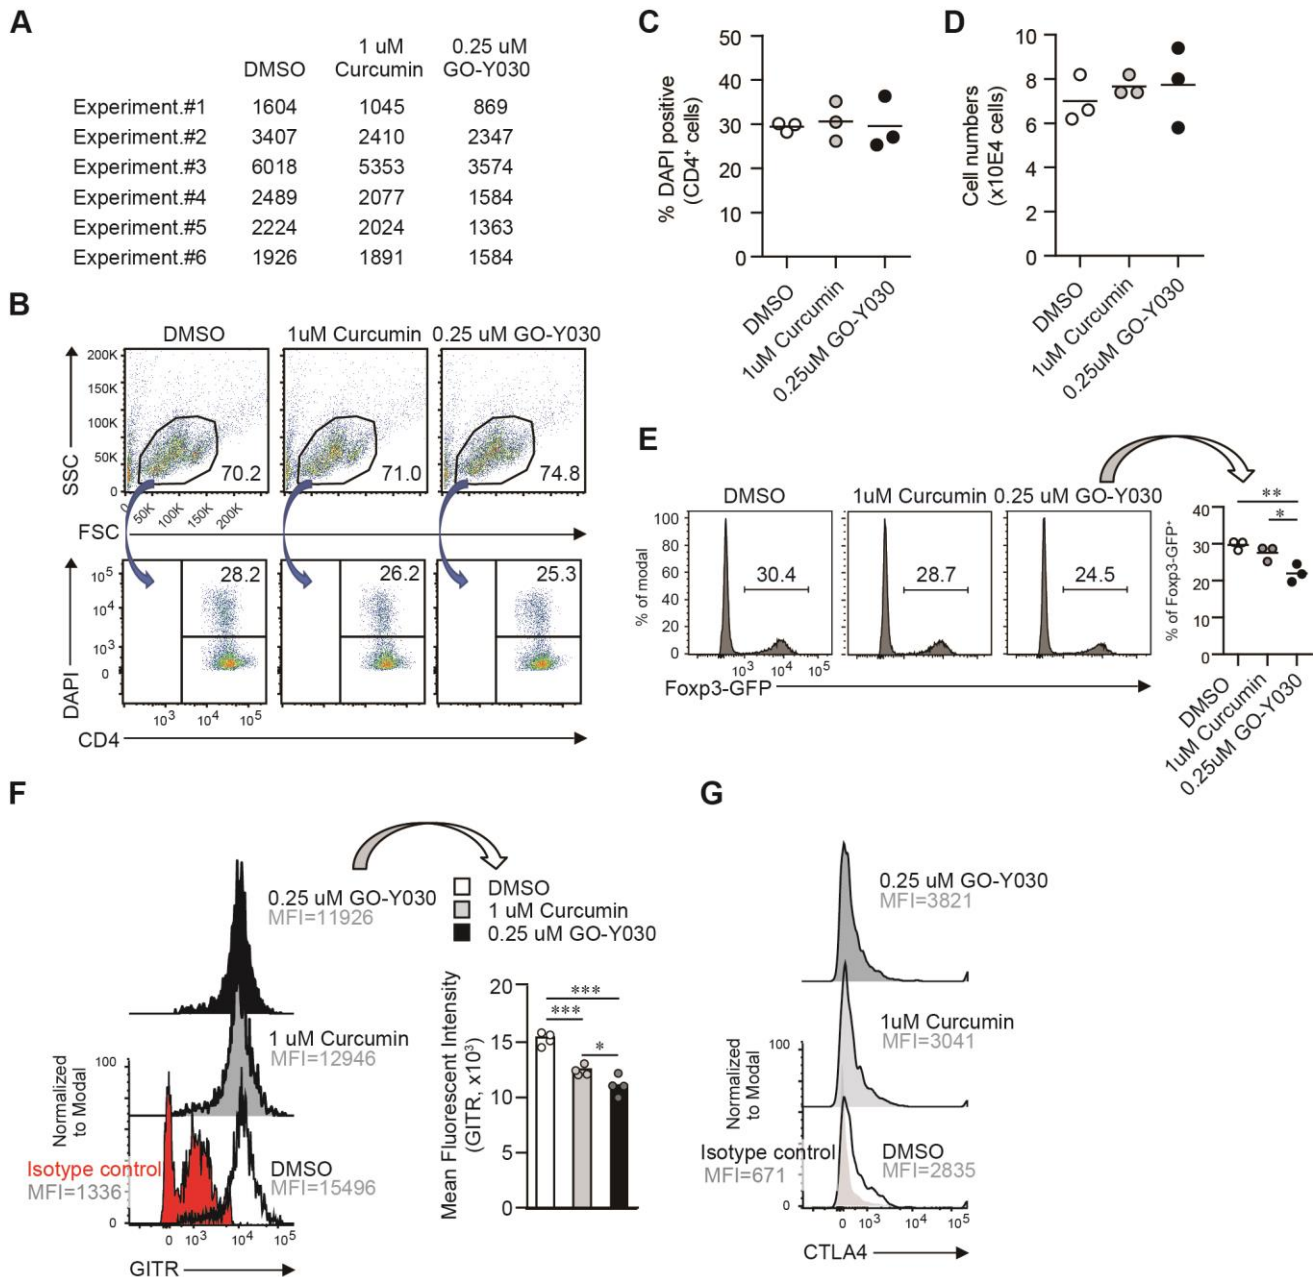 A
DMSO 1 uM Curcumin 0.25 uM GO-Y030
Experiment.#1 1604 1045 869
Experiment.#2 3407 2410 2347
Experiment.#3 6018 5353 3574
Experiment.#4 2489 2077 1584
Experiment.#5 2224 2024 1363
Experiment.#6 1926 1891 1584
B
DMSO 1uM Curcumin 0.25 uM GO-Y030
SSC
200K
150K
100K
50K
0
70.2 71.0 74.8
0 50K 100K 150K 200K
FSC
DAPI
10⁵
10⁴
10³
0
28.2 26.2 25.3
10³ 10⁴ 10⁵
CD4
C
% DAPI positive
(CD4⁺ cells)
50
40
30
20
10
0
DMSO
1uM Curcumin
0.25uM GO-Y030
D
Cell numbers
(x10E4 cells)
10
8
6
4
2
0
DMSO
1uM Curcumin
0.25uM GO-Y030
E
DMSO 1uM Curcumin 0.25 uM GO-Y030
% of modal
100
80
60
40
20
0
30.4 28.7 24.5
10³ 10⁴ 10⁵
Foxp3-GFP
% of Foxp3-GFP⁺
40
30
20
0
**
*
DMSO
1uM Curcumin
0.25uM GO-Y030
F
0.25 uM GO-Y030
MFI=11926
1 uM Curcumin
MFI=12946
Normalized
to Modal
100
0
Isotype control
MFI=1336
DMSO
MFI=15496
0 10³ 10⁴ 10⁵
GITR
DMSO
1 uM Curcumin
0.25 uM GO-Y030
Mean Fluorescent Intensity
(GITR, x10³)
20
15
10
5
0
***
***
*
G
0.25 uM GO-Y030
MFI=3821
1uM Curcumin
MFI=3041
Normalized
to Modal
100
0
Isotype control
MFI=671
DMSO
MFI=2835
0 10³ 10⁴ 10⁵
CTLA4